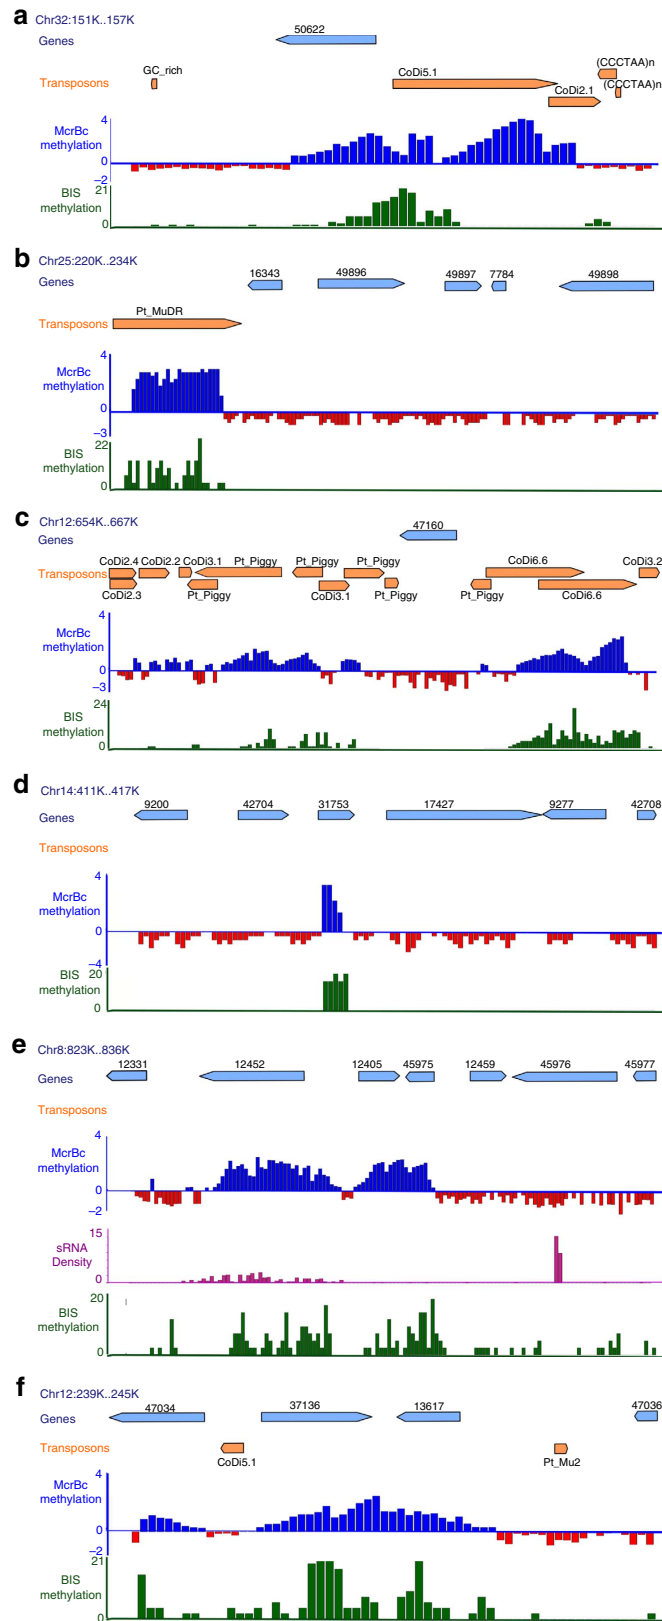 a Chr32:151K..157K
Genes 50622
Transposons GC_rich CoDi5.1 CoDi2.1 (CCCTAA)n (CCCTAA)n
McrBc methylation 4 0 −2
BIS methylation 21 0
b Chr25:220K..234K
Genes 16343 49896 49897 7784 49898
Transposons Pt_MuDR
McrBc methylation 4 0 −3
BIS methylation 22 0
c Chr12:654K..667K
Genes 47160
CoDi2.4 CoDi2.2 CoDi3.1 Pt_Piggy Pt_Piggy Pt_Piggy CoDi6.6 CoDi3.2
Transposons
CoDi2.3 Pt_Piggy CoDi3.1 Pt_Piggy Pt_Piggy CoDi6.6
McrBc methylation 4 0 −3
BIS methylation 24 0
d Chr14:411K..417K
Genes 9200 42704 31753 17427 9277 42708
Transposons
McrBc methylation 4 0 −4
BIS methylation 20 0
e Chr8:823K..836K
Genes 12331 12452 12405 45975 12459 45976 45977
Transposons
McrBc methylation 4 0 −2
sRNA Density 15 0
BIS methylation 20 0
f Chr12:239K..245K
Genes 47034 37136 13617 47036
Transposons CoDi5.1 Pt_Mu2
McrBc methylation 4 0 −2
BIS methylation 21 0